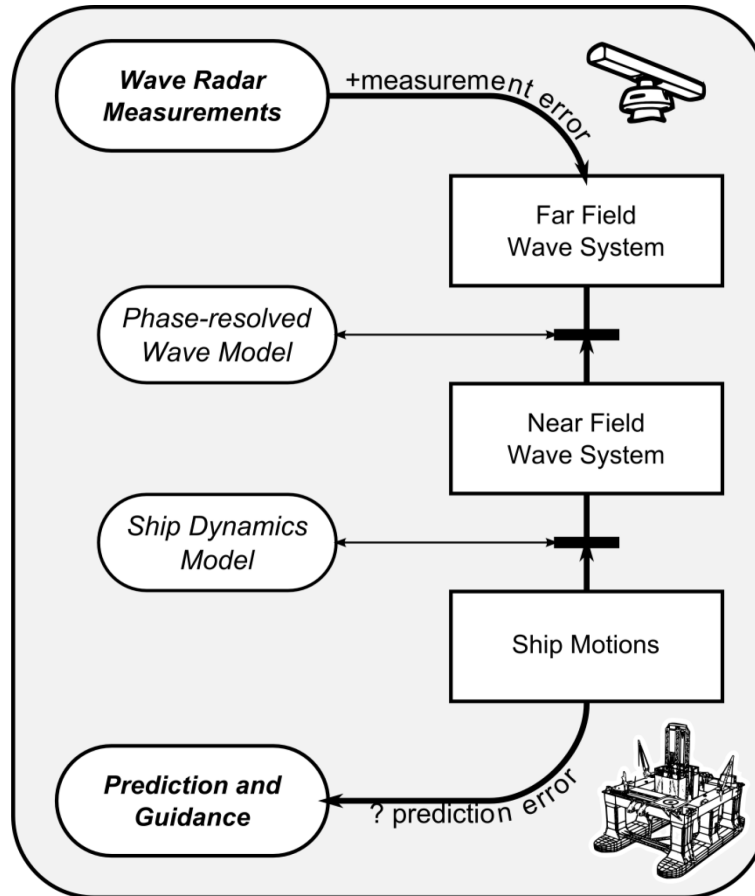 Wave Radar
Measurements
+measurement error
Far Field
Wave System
Phase-resolved
Wave Model
Near Field
Wave System
Ship Dynamics
Model
Ship Motions
Prediction and
Guidance
? prediction error